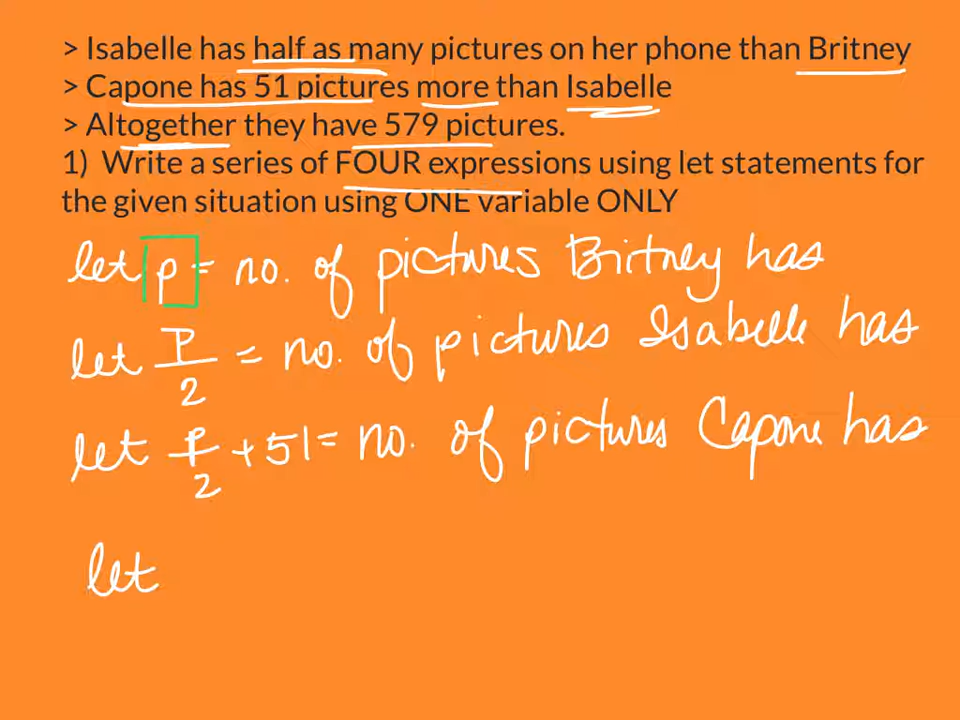 > Isabelle has half as many pictures on her phone than Britney
> Capone has 51 pictures more than Isabelle
> Altogether they have 579 pictures.
1) Write a series of FOUR expressions using let statements for
the given situation using ONE variable ONLY
let p = no. of pictures Britney has
let P/2 = no. of pictures Isabelle has
let P/2 + 51 = no. of pictures Capone has
let